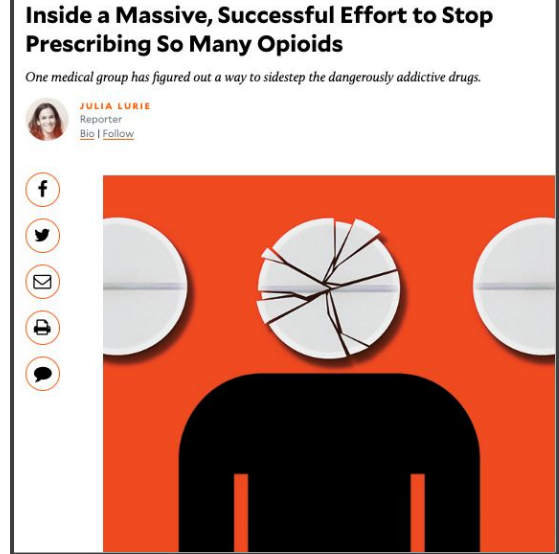 Inside a Massive, Successful Effort to Stop
Prescribing So Many Opioids
One medical group has figured out a way to sidestep the dangerously addictive drugs.
JULIA LURIE
Reporter
Bio | Follow